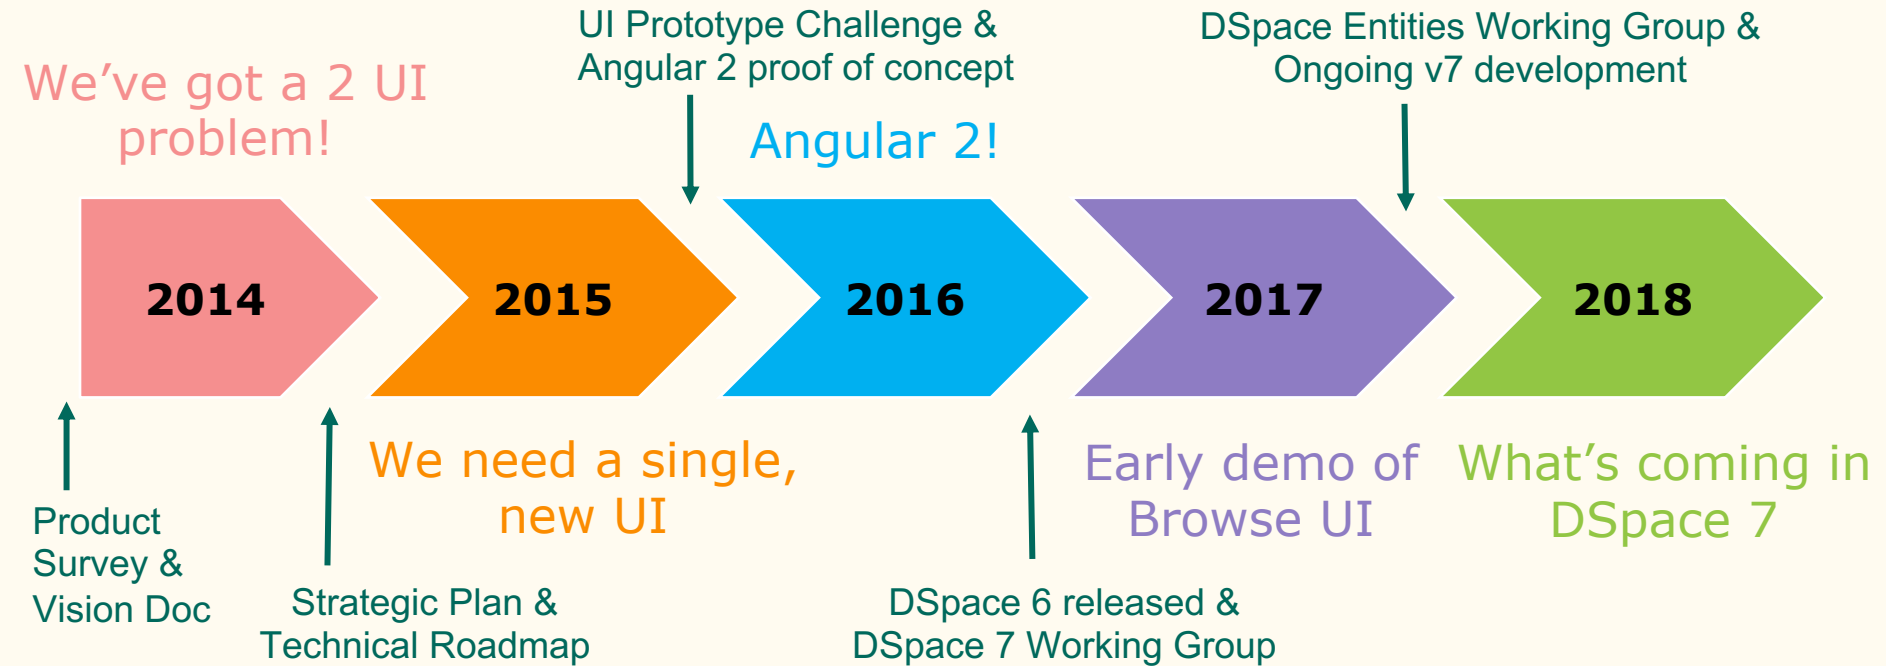 UI Prototype Challenge &
Angular 2 proof of concept
DSpace Entities Working Group &
Ongoing v7 development
We’ve got a 2 UI
problem!
Angular 2!
2014
2015
2016
2017
2018
We need a single,
new UI
Early demo of
Browse UI
What’s coming in
DSpace 7
Product
Survey &
Vision Doc
Strategic Plan &
Technical Roadmap
DSpace 6 released &
DSpace 7 Working Group